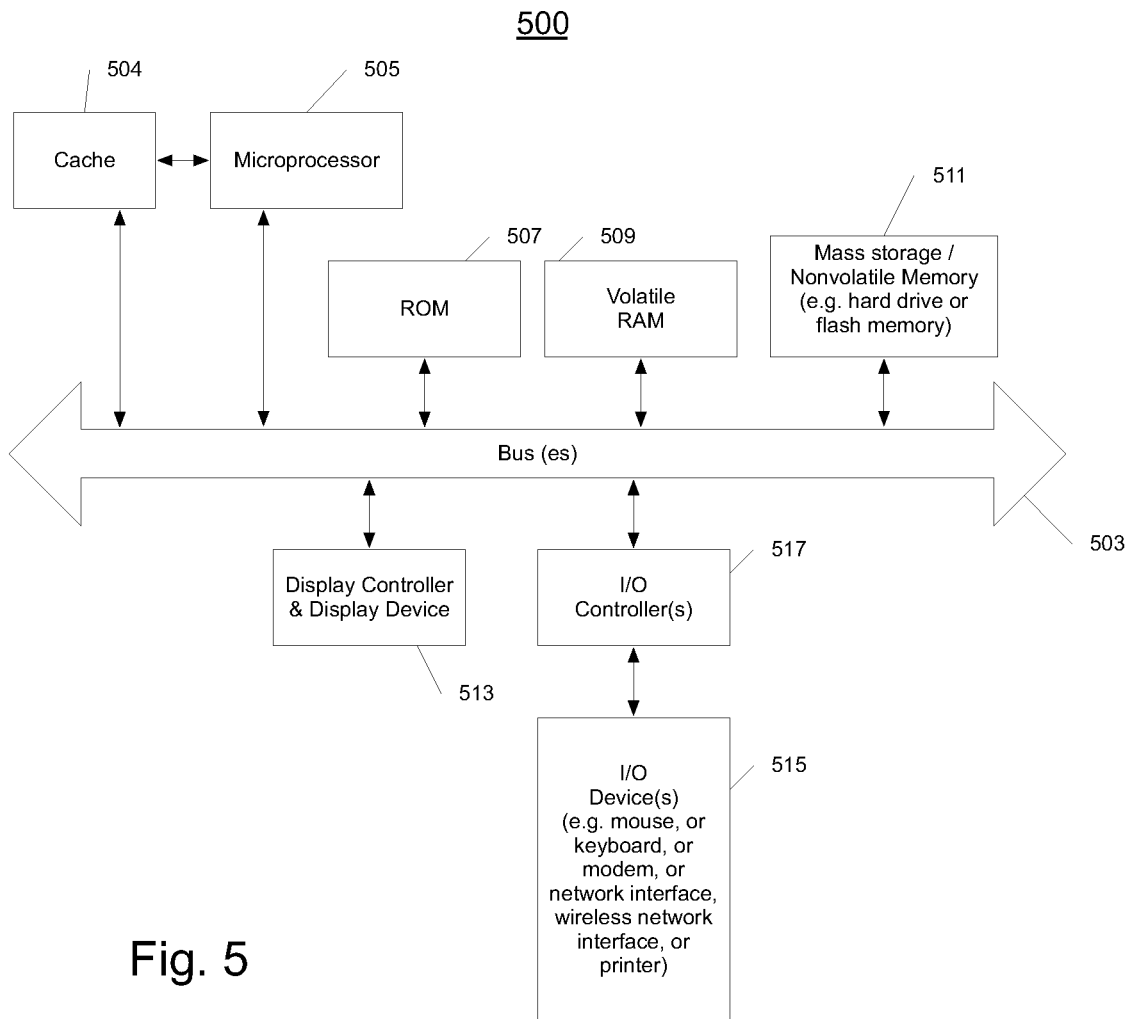 500
504
505
Cache
Microprocessor
507
509
511
ROM
Volatile
RAM
Mass storage /
Nonvolatile Memory
(e.g. hard drive or
flash memory)
Bus (es)
503
Display Controller
& Display Device
513
517
I/O
Controller(s)
515
I/O
Device(s)
(e.g. mouse, or
keyboard, or
modem, or
network interface,
wireless network
interface, or
printer)
Fig. 5